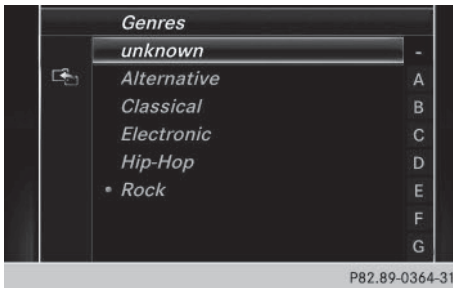 Genres
unknown -
Alternative A
Classical B
Electronic C
Hip-Hop D
• Rock E
F
G
P82.89-0364-31